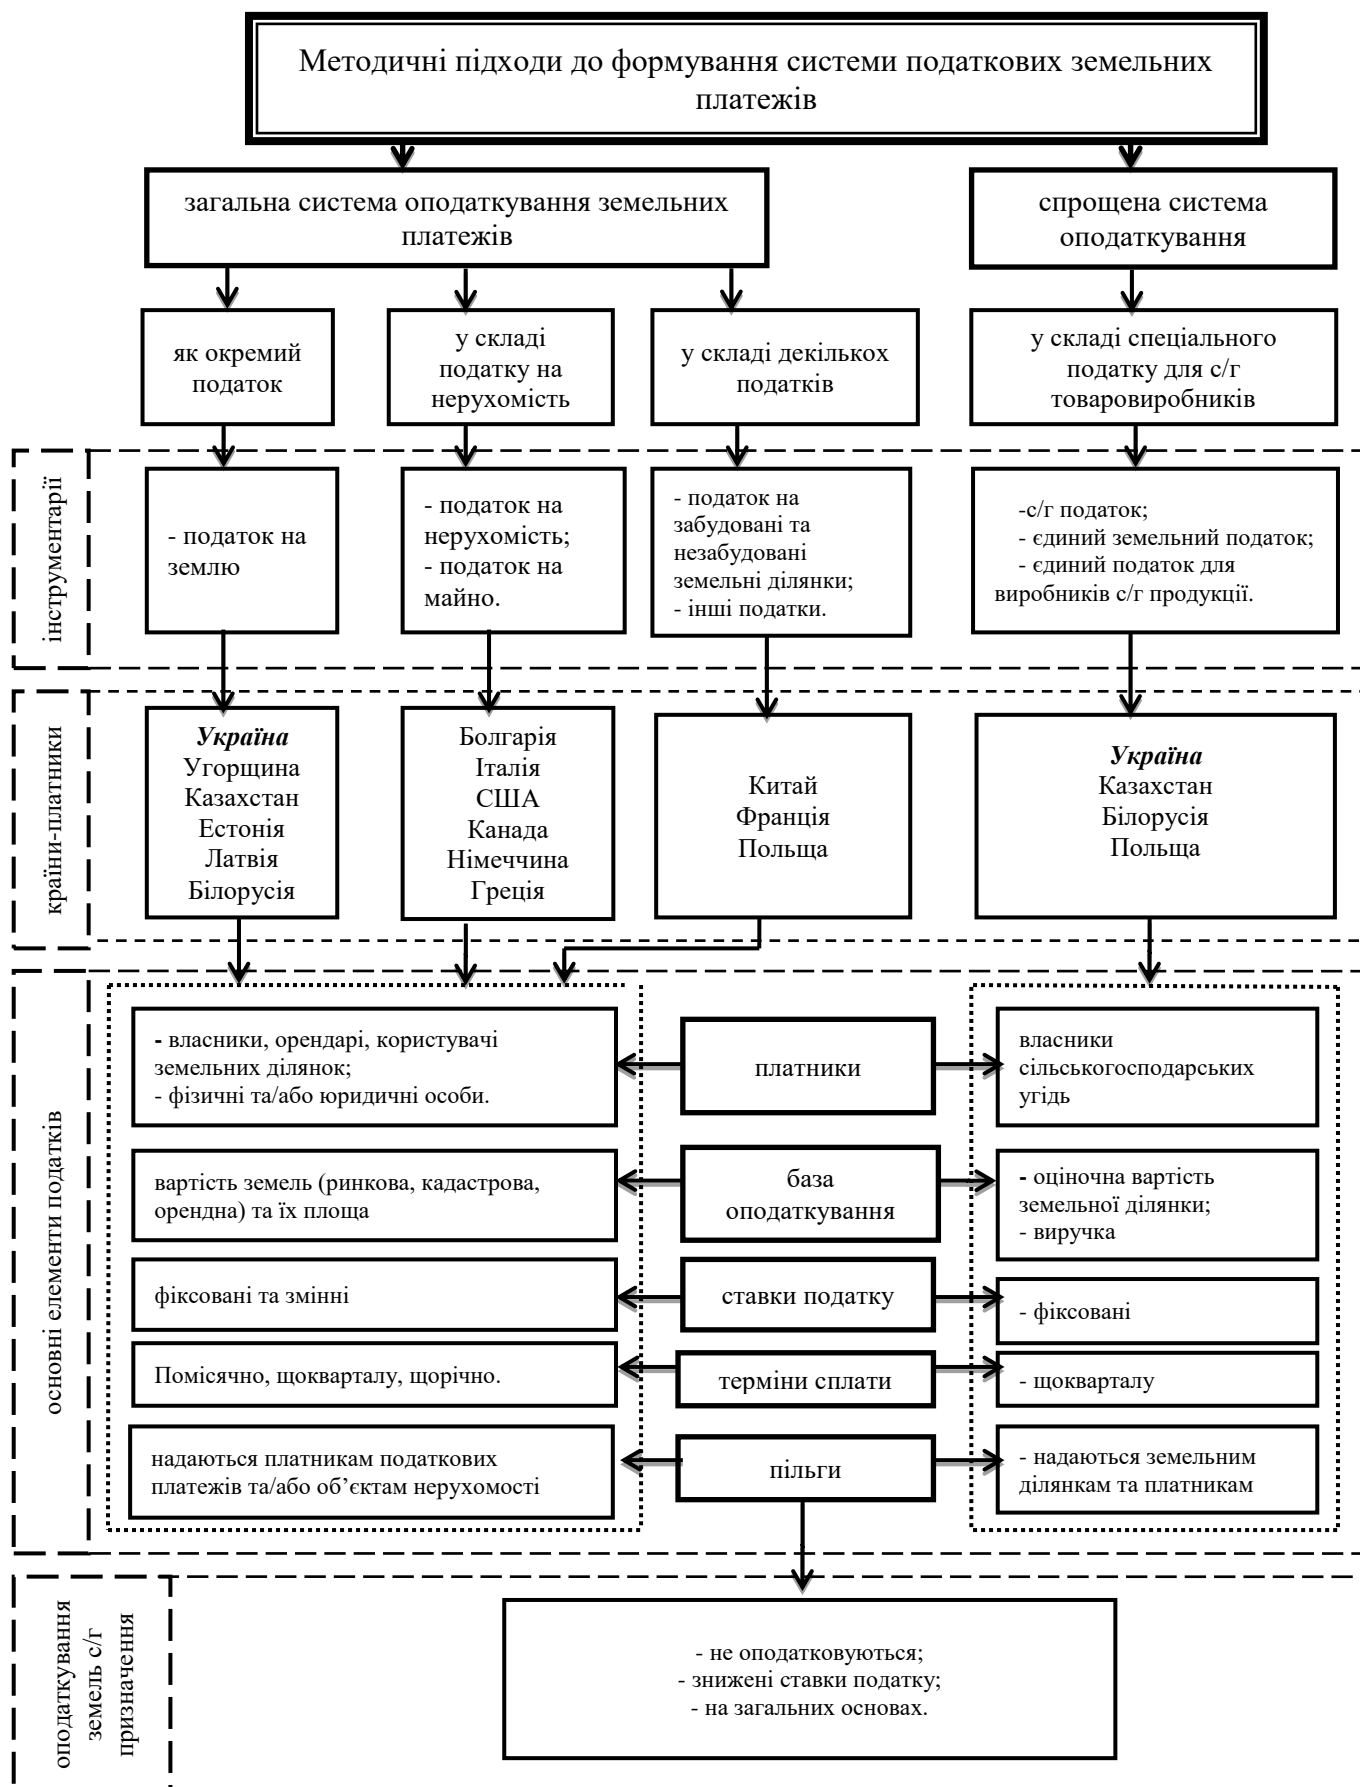 Методичні підходи до формування системи податкових земельних
платежів
загальна система оподаткування земельних
платежів
спрощена система
оподаткування
як окремий
податок
у складі
податку на
нерухомість
у складі декількох
податків
у складі спеціального
податку для с/г
товаровиробників
інструментарії
- податок на
землю
- податок на
нерухомість;
- податок на
майно.
- податок на
забудовані та
незабудовані
земельні ділянки;
- інші податки.
-с/г податок;
- єдиний земельний податок;
- єдиний податок для
виробників с/г продукції.
країни-платники
Україна
Угорщина
Казахстан
Естонія
Латвія
Білорусія
Болгарія
Італія
США
Канада
Німеччина
Греція
Китай
Франція
Польща
Україна
Казахстан
Білорусія
Польща
основні елементи податків
- власники, орендарі, користувачі
земельних ділянок;
- фізичні та/або юридичні особи.
платники
власники
сільськогосподарських
угідь
вартість земель (ринкова, кадастрова,
орендна) та їх площа
база
оподаткування
- оціночна вартість
земельної ділянки;
- виручка
фіксовані та змінні
ставки податку
- фіксовані
Помісячно, щокварталу, щорічно.
терміни сплати
- щокварталу
надаються платникам податкових
платежів та/або об’єктам нерухомості
пільги
- надаються земельним
ділянкам та платникам
оподаткування
земель с/г
призначення
- не оподатковуються;
- знижені ставки податку;
- на загальних основах.